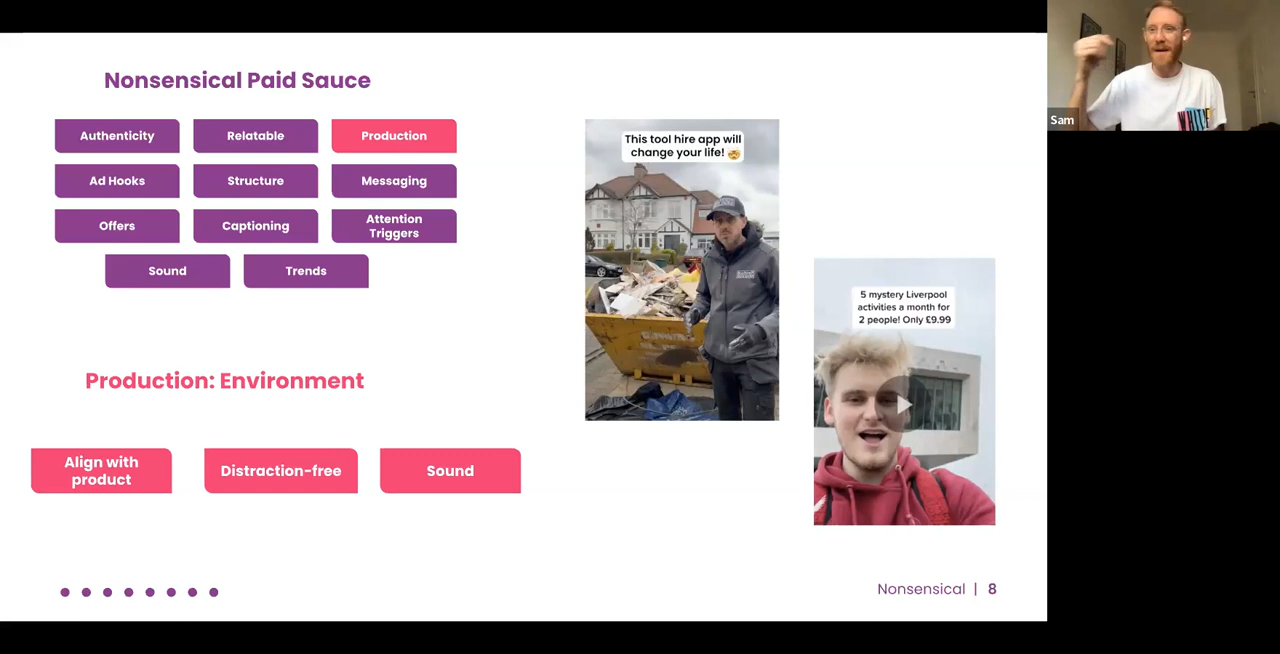 Nonsensical Paid Sauce
Authenticity
Relatable
Production
Ad Hooks
Structure
Messaging
Offers
Captioning
Attention
Triggers
Sound
Trends
Production: Environment
Align with
product
Distraction-free
Sound
This tool hire app will
change your life! 🤯
5 mystery Liverpool
activities a month for
2 people! Only £9.99
Sam
Nonsensical | 8